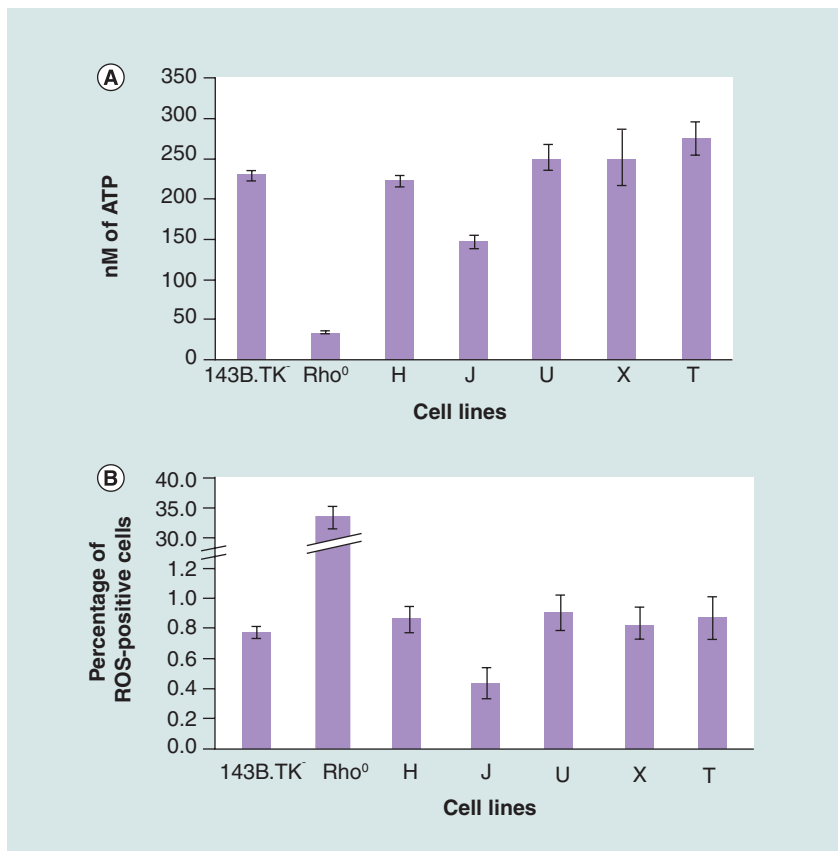 A
350
300
250
200
150
100
50
0
nM of ATP
143B.TK⁻ Rho⁰ H J U X T
Cell lines
B
40.0
35.0
30.0
1.2
1.0
0.8
0.6
0.4
0.2
0.0
Percentage of
ROS-positive cells
143B.TK⁻ Rho⁰ H J U X T
Cell lines